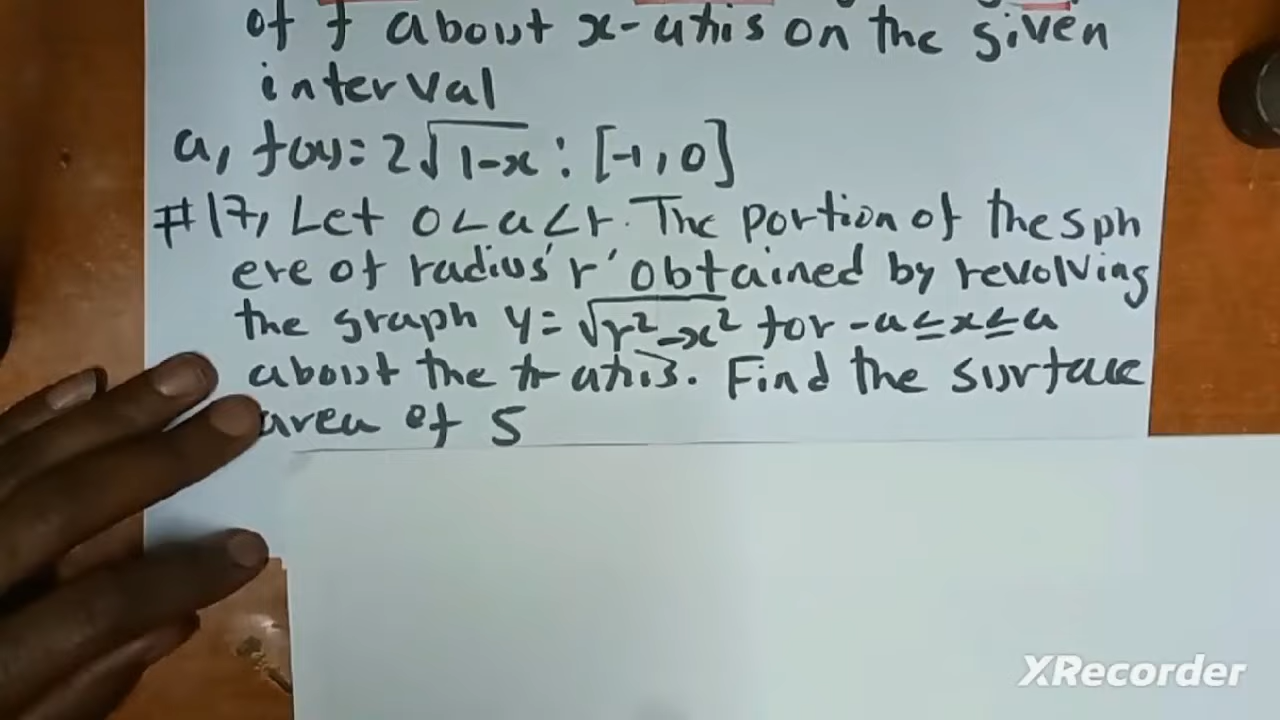 of f about x-axis on the given
interval
a, f(x)= 2√1-x : [-1, 0]
#17, Let 0<a<r. The portion of the sph
ere of radius 'r' obtained by revolving
the graph y= √r²-x² for -a≤x≤a
about the x-axis. Find the surface
area of S
XRecorder